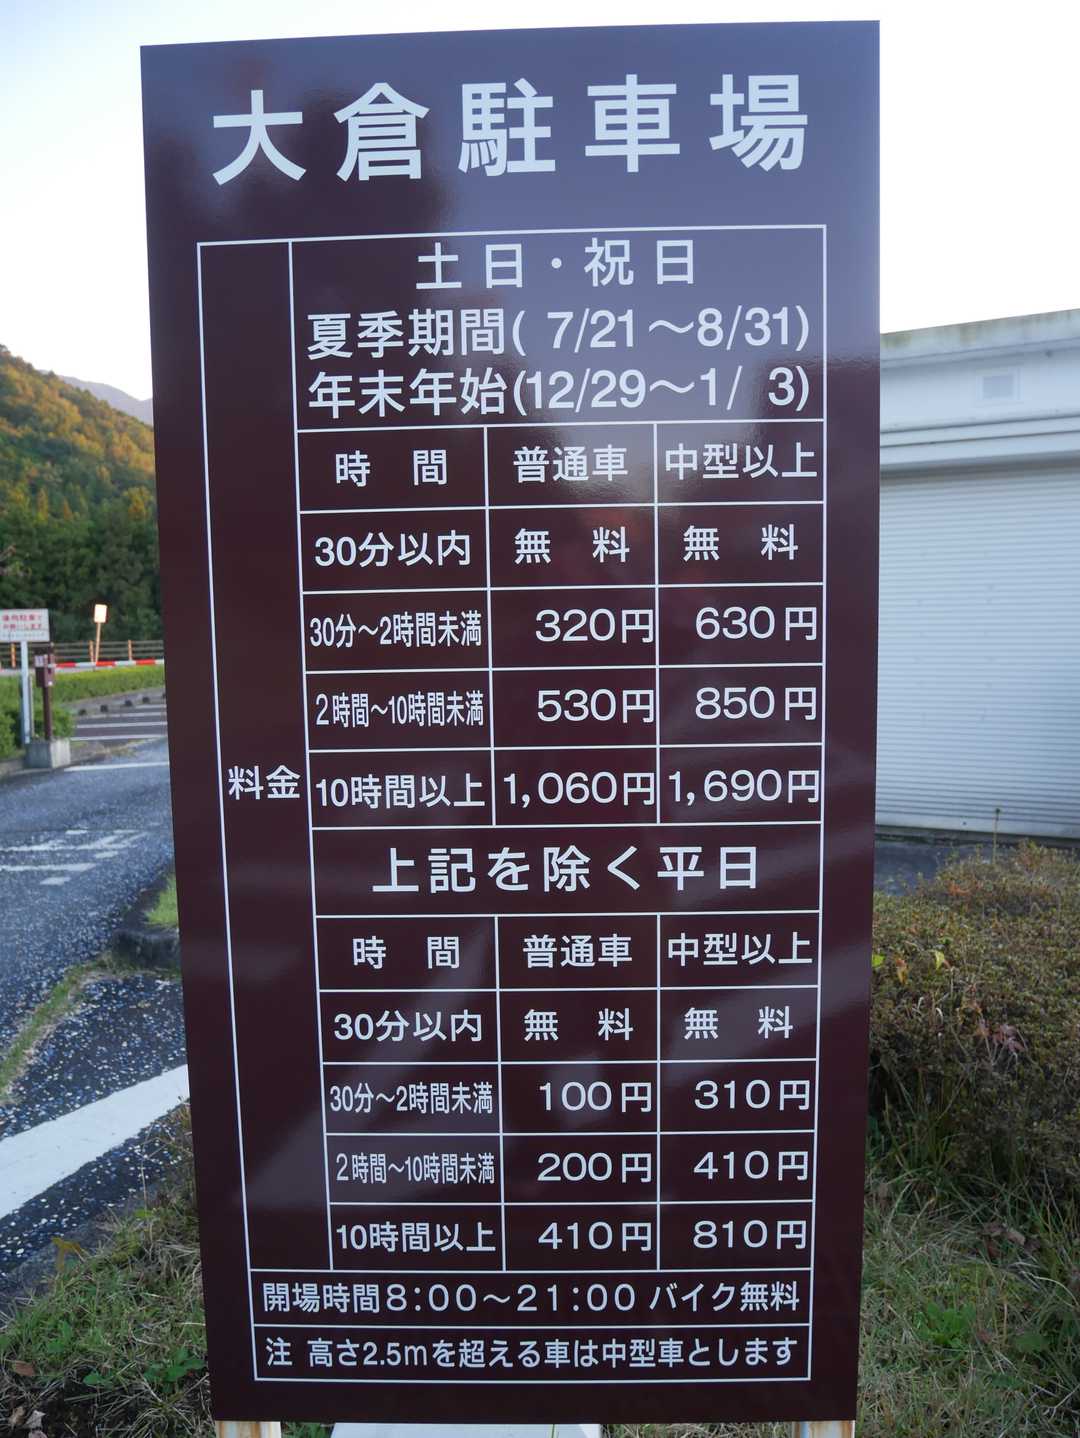 大倉駐車場
土日・祝日
夏季期間( 7/21～8/31)
年末年始(12/29～1/ 3)
時 間 普通車 中型以上
30分以内 無 料 無 料
30分～2時間未満 320円 630円
2時間～10時間未満 530円 850円
料金
10時間以上 1,060円 1,690円
上記を除く平日
時 間 普通車 中型以上
30分以内 無 料 無 料
30分～2時間未満 100円 310円
2時間～10時間未満 200円 410円
10時間以上 410円 810円
開場時間8:00～21:00 バイク無料
注 高さ2.5mを超える車は中型車とします